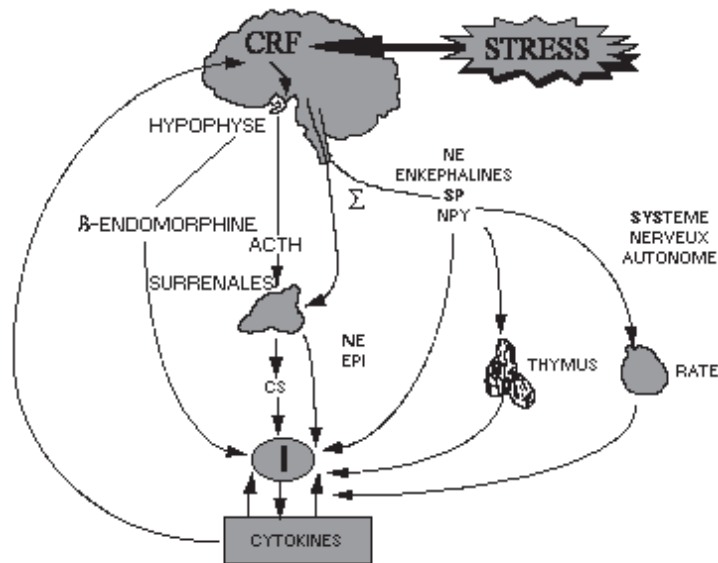 CRF
STRESS
HYPOPHYSE
NE
ENKEPHALINES
SP
NPY
Σ
ß-ENDOMORPHINE
SYSTEME
NERVEUX
AUTONOME
ACTH
SURRENALES
NE
EPI
THYMUS
RATE
CS
I
CYTOKINES